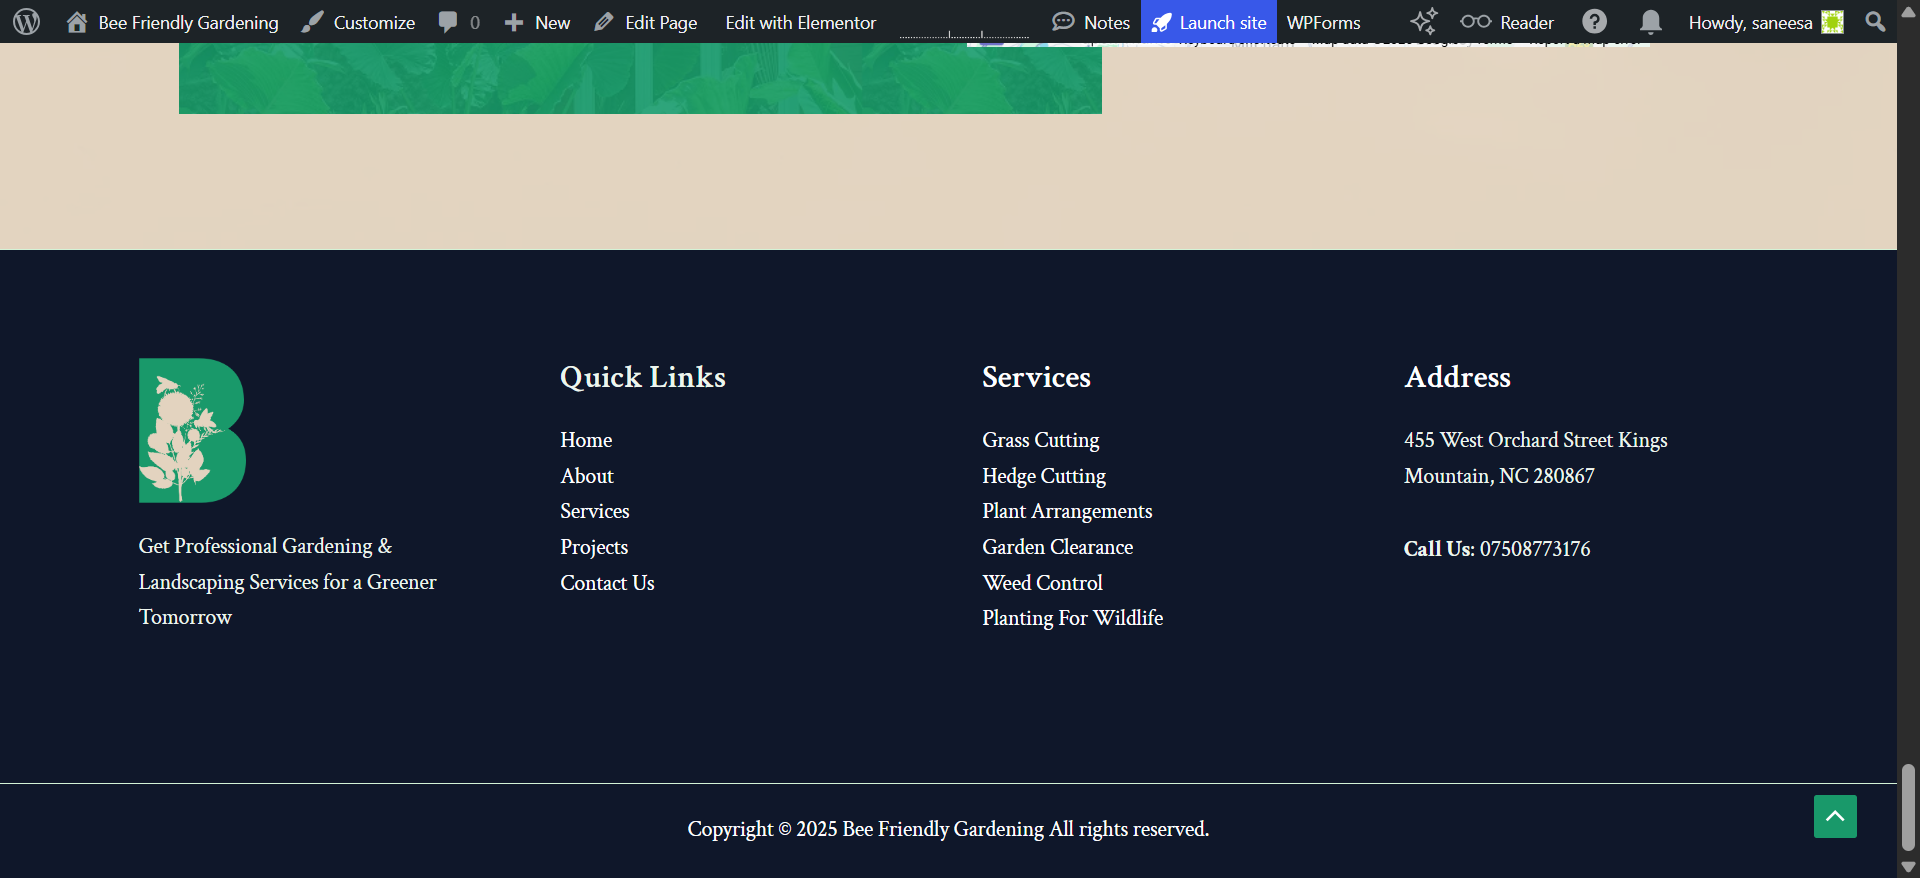 Bee Friendly Gardening
Customize
0
New
Edit Page
Edit with Elementor
Notes
Launch site
WPForms
Reader
Howdy, saneesa
B
Get Professional Gardening &
Landscaping Services for a Greener
Tomorrow
Quick Links
Home
About
Services
Projects
Contact Us
Services
Grass Cutting
Hedge Cutting
Plant Arrangements
Garden Clearance
Weed Control
Planting For Wildlife
Address
455 West Orchard Street Kings
Mountain, NC 280867
Call Us: 07508773176
Copyright © 2025 Bee Friendly Gardening All rights reserved.